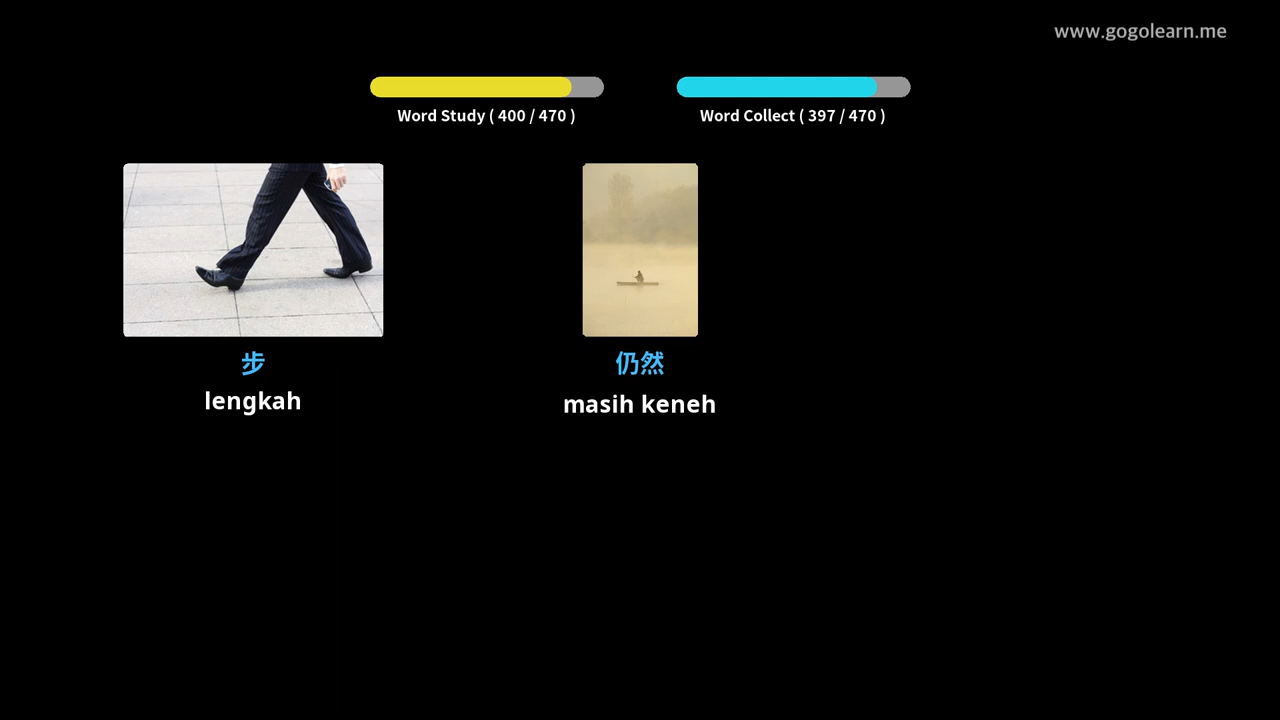 www.gogolearn.me
Word Study ( 400 / 470 )
Word Collect ( 397 / 470 )
步
lengkah
仍然
masih keneh